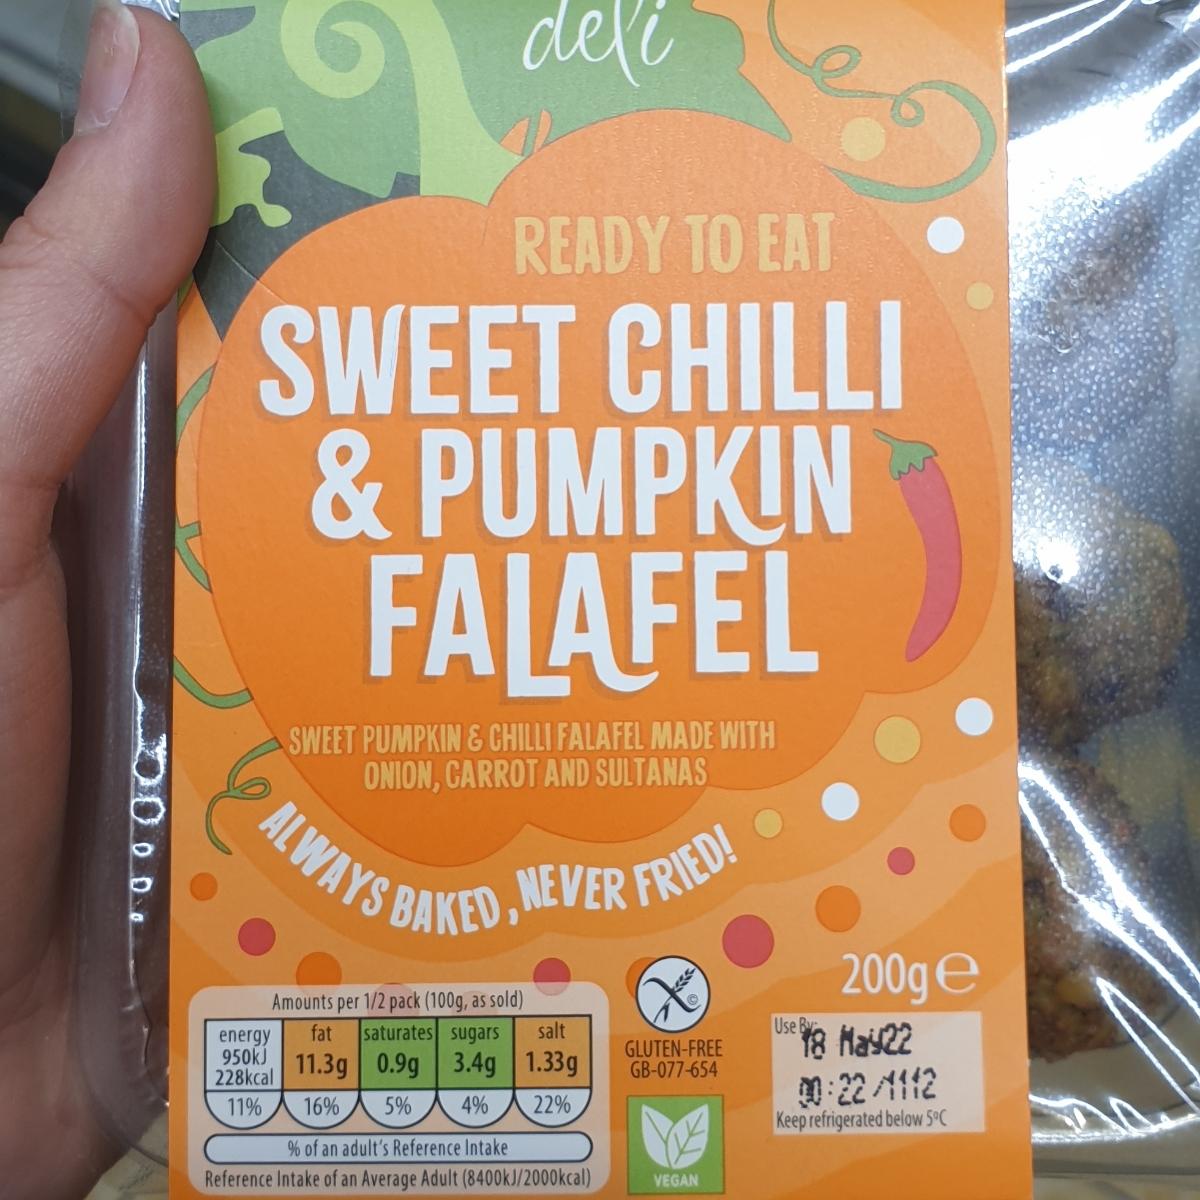 deli
READY TO EAT
SWEET CHILLI
& PUMPKIN
FALAFEL
SWEET PUMPKIN & CHILLI FALAFEL MADE WITH
ONION, CARROT AND SULTANAS
ALWAYS BAKED, NEVER FRIED!
200g e
Amounts per 1/2 pack (100g, as sold)
energy fat saturates sugars salt
950kJ
228kcal 11.3g 0.9g 3.4g 1.33g
11% 16% 5% 4% 22%
% of an adult's Reference Intake
Reference Intake of an Average Adult (8400kJ/2000kcal)
©
GLUTEN-FREE
GB-077-654
VEGAN
Use By:
18 May22
00:22 /1112
Keep refrigerated below 5ºC